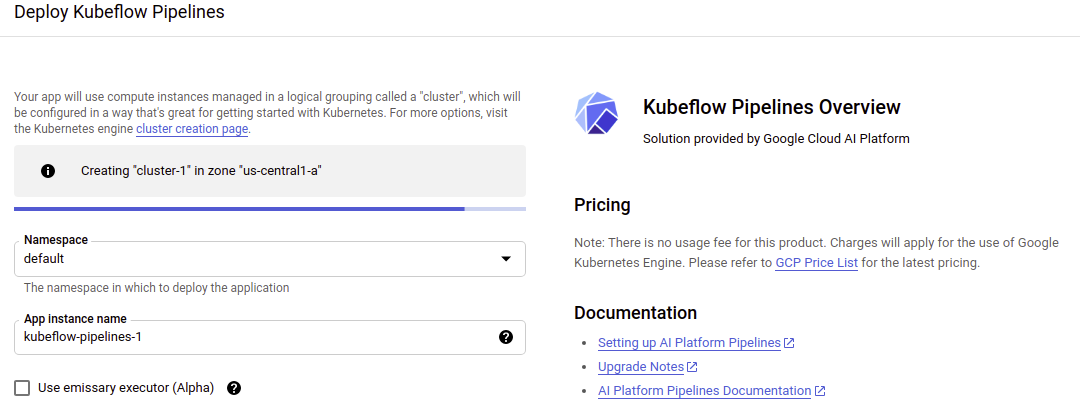 Deploy Kubeflow Pipelines
Your app will use compute instances managed in a logical grouping called a "cluster", which will
be configured in a way that's great for getting started with Kubernetes. For more options, visit
the Kubernetes engine cluster creation page.
Creating "cluster-1" in zone "us-central1-a"
Namespace
default
The namespace in which to deploy the application
App instance name
kubeflow-pipelines-1
Use emissary executor (Alpha)
Kubeflow Pipelines Overview
Solution provided by Google Cloud AI Platform
Pricing
Note: There is no usage fee for this product. Charges will apply for the use of Google
Kubernetes Engine. Please refer to GCP Price List for the latest pricing.
Documentation
Setting up AI Platform Pipelines
Upgrade Notes
AI Platform Pipelines Documentation